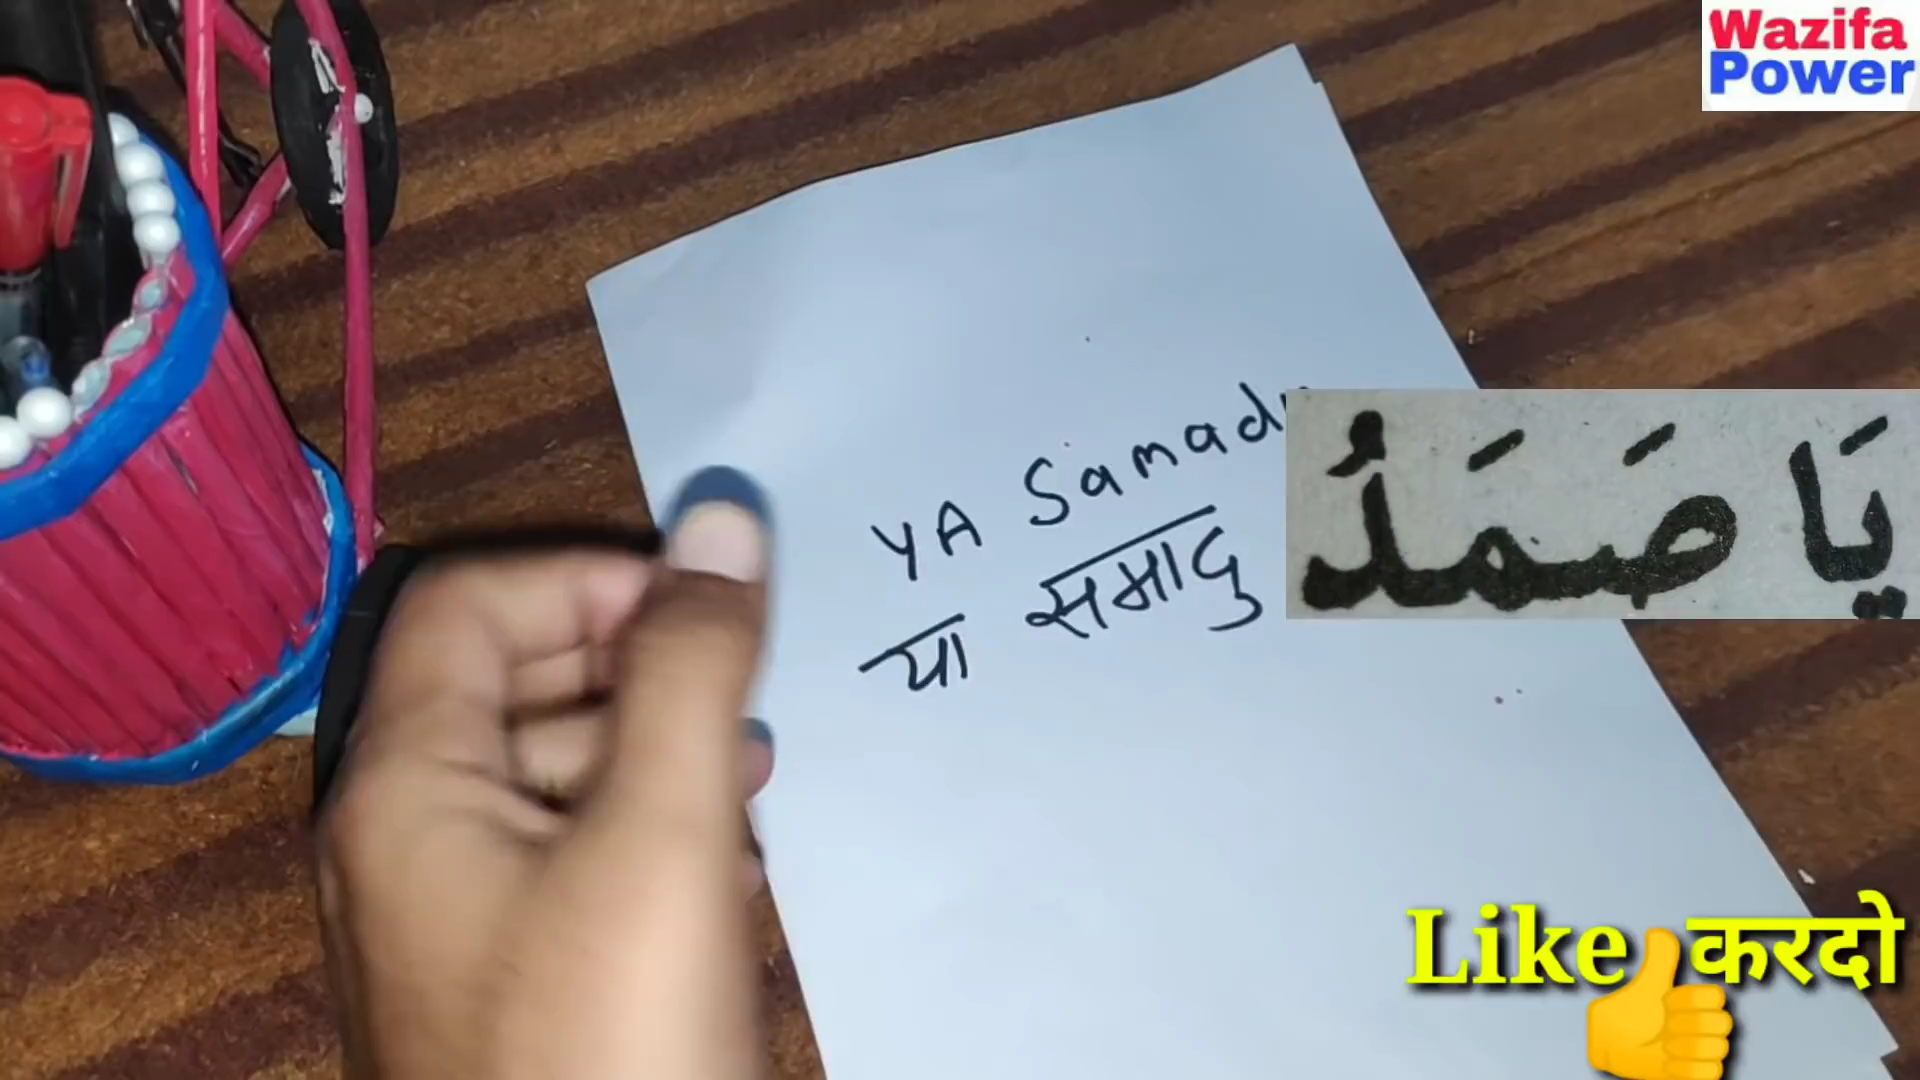 Wazifa
Power
YA Samad
يَا صَمَدُ
या समादु
Like करदो